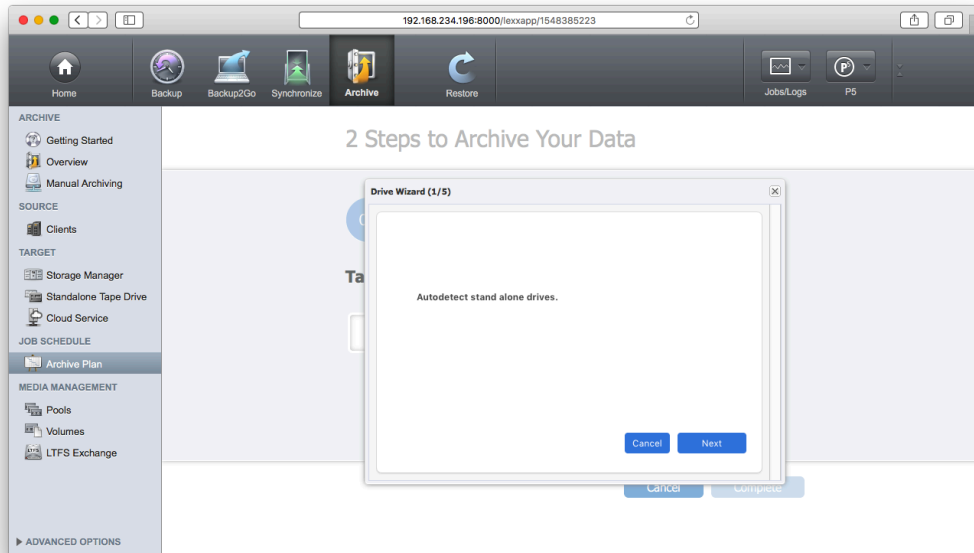 192.168.234.196:8000/lexxapp/1548385223
Home
Backup
Backup2Go
Synchronize
Archive
Restore
Jobs/Logs
P5
ARCHIVE
Getting Started
Overview
Manual Archiving
SOURCE
Clients
TARGET
Storage Manager
Standalone Tape Drive
Cloud Service
JOB SCHEDULE
Archive Plan
MEDIA MANAGEMENT
Pools
Volumes
LTFS Exchange
ADVANCED OPTIONS
2 Steps to Archive Your Data
Drive Wizard (1/5)
Ta
Autodetect stand alone drives.
Cancel Next
Cancel Complete